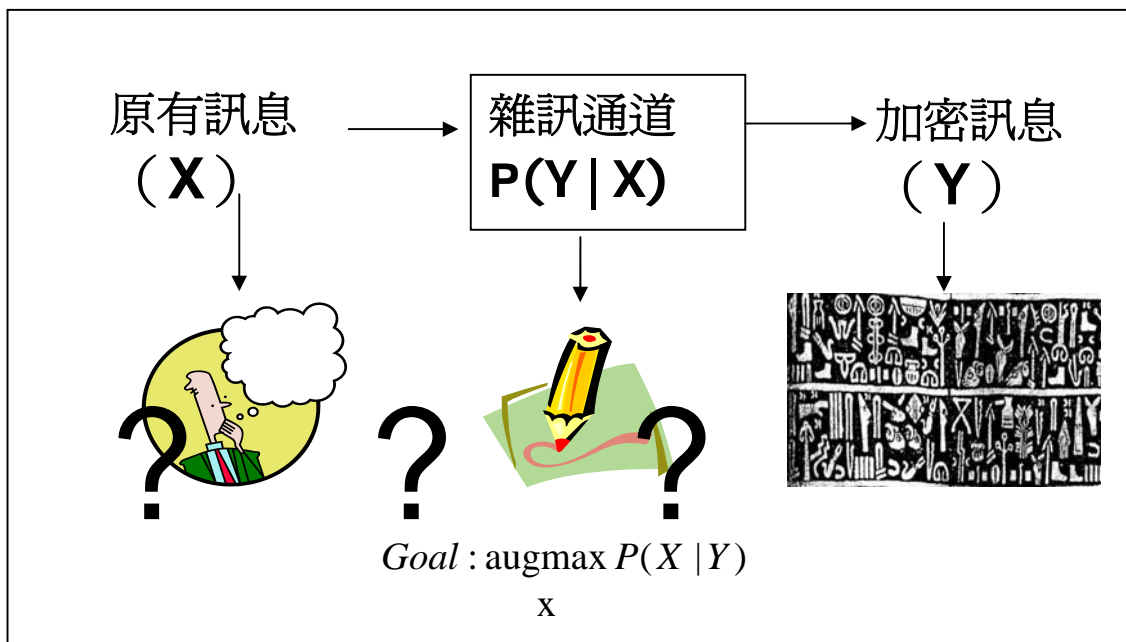 原有訊息
（X）
雜訊通道
P(Y | X)
加密訊息
（Y）
? ? ?
Goal : augmax P(X | Y)
x